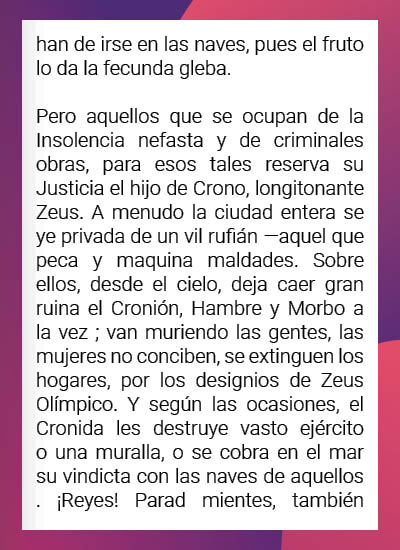 han de irse en las naves, pues el fruto
lo da la fecunda gleba.
Pero aquellos que se ocupan de la
Insolencia nefasta y de criminales
obras, para esos tales reserva su
Justicia el hijo de Crono, longitonante
Zeus. A menudo la ciudad entera se
ye privada de un vil rufián —aquel que
peca y maquina maldades. Sobre
ellos, desde el cielo, deja caer gran
ruina el Cronión, Hambre y Morbo a
la vez ; van muriendo las gentes, las
mujeres no conciben, se extinguen los
hogares, por los designios de Zeus
Olímpico. Y según las ocasiones, el
Cronida les destruye vasto ejército
o una muralla, o se cobra en el mar
su vindicta con las naves de aquellos
. ¡Reyes! Parad mientes, también